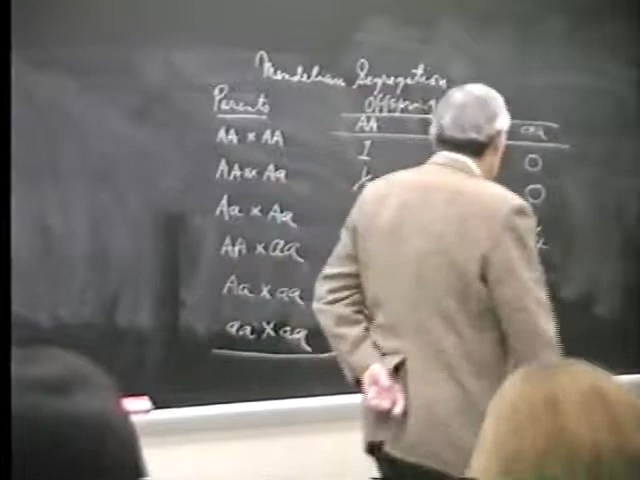 Mendelian Segregation
Parents Offspring
AA aa
AA × AA 1 0
AA × Aa 0
Aa × Aa
AA × aa
Aa × aa
aa × aa